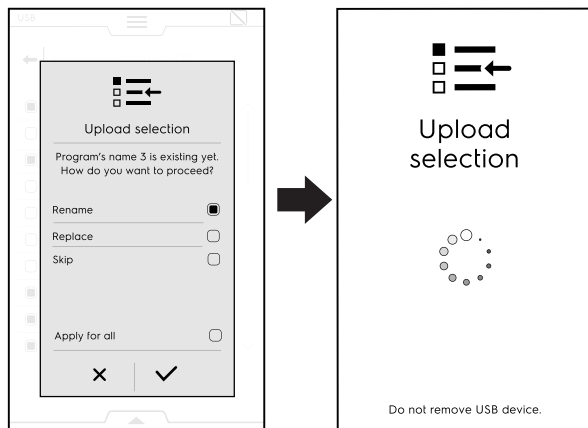 USB
Upload selection
Program's name 3 is existing yet.
How do you want to proceed?
Rename
Replace
Skip
Apply for all
Upload
selection
Do not remove USB device.